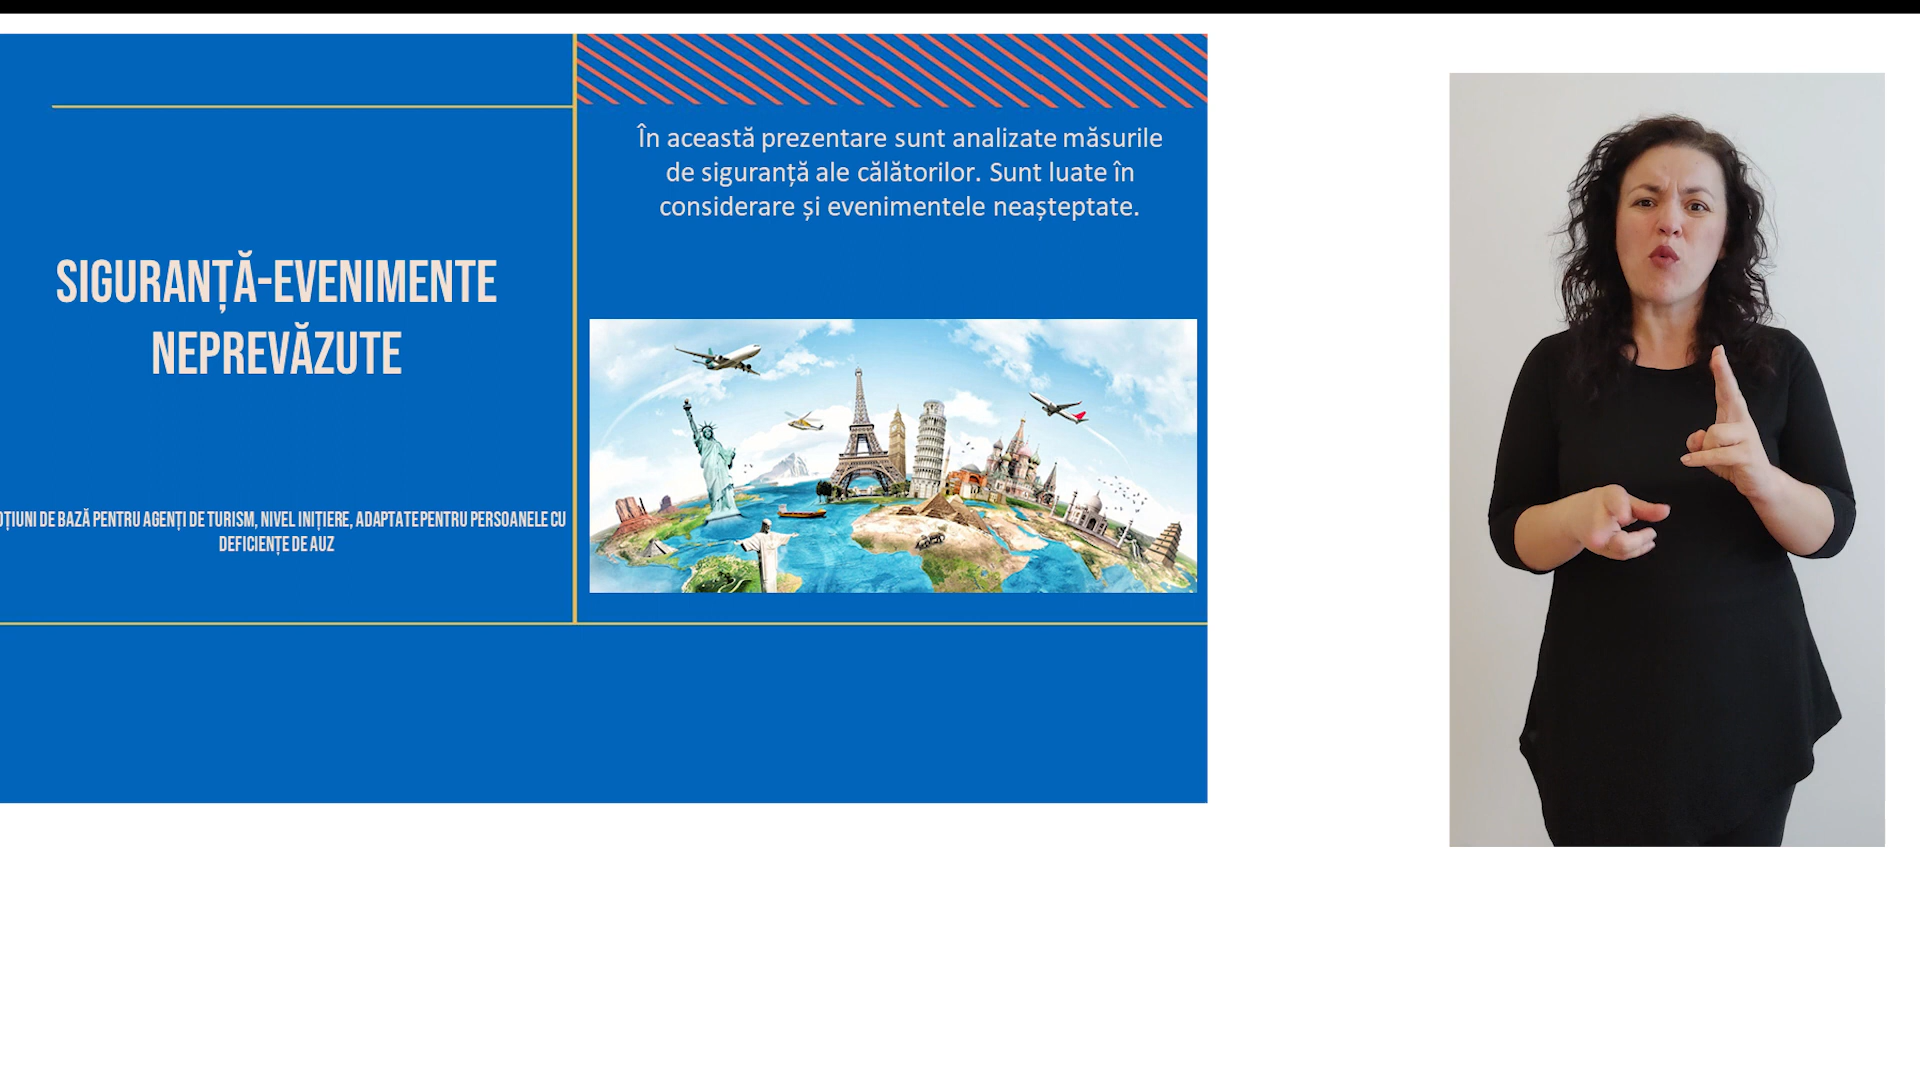 SIGURANȚĂ-EVENIMENTE
NEPREVĂZUTE
DE BAZĂ PENTRU AGENȚI DE TURISM, NIVEL INIȚIERE, ADAPTATE PENTRU PERSOANELE CU
DEFICIENȚE DE AUZ
În această prezentare sunt analizate măsurile
de siguranță ale călătorilor. Sunt luate în
considerare și evenimentele neașteptate.